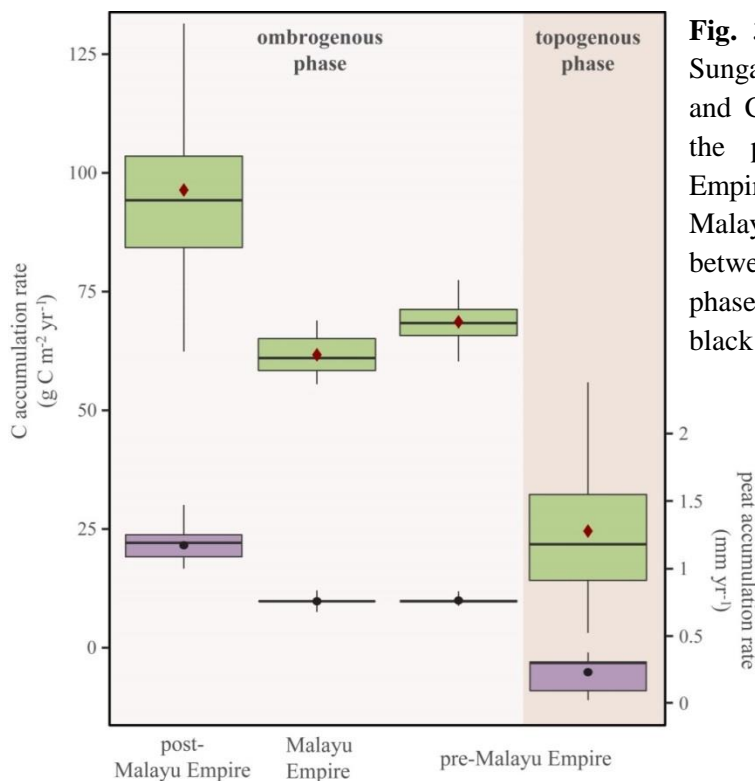 ombrogenous
phase
topogenous
phase
125
100
75
50
25
0
C accumulation rate
(g C m-2 yr-1)
2
1.5
1
0.5
0
peat accumulation rate
(mm yr-1)
post-
Malayu Empire
Malayu
Empire
pre-Malayu Empire
Fig.
Sunga
and
the
Empir
Malay
betwee
phase
black